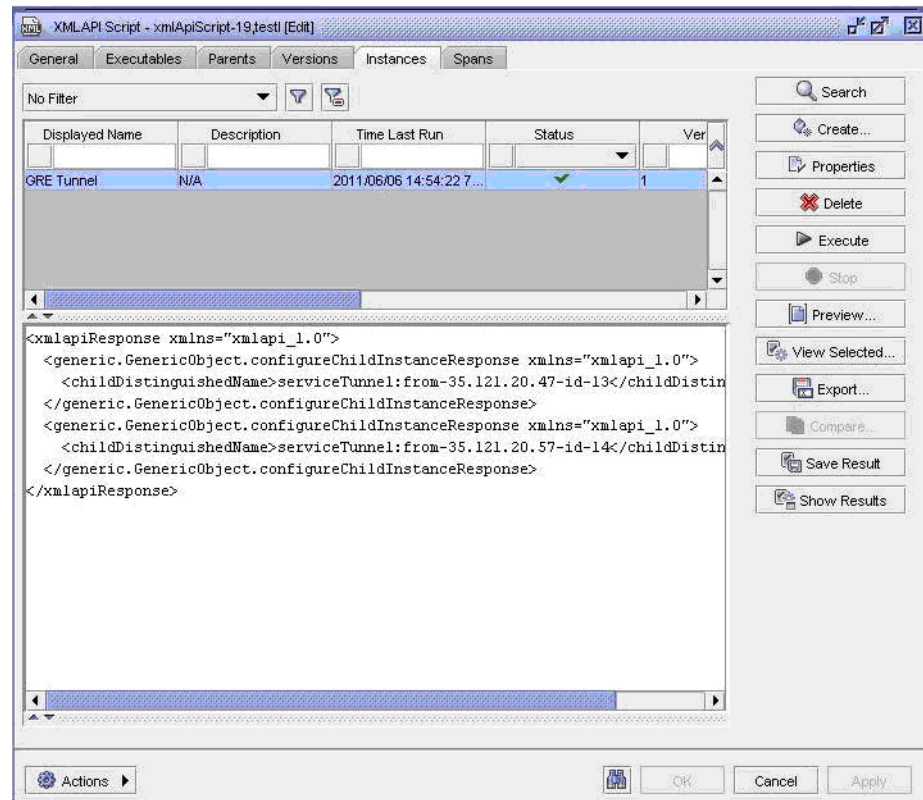 XMLAPI Script - xmlApiScript-19,testl [Edit]
General Executables Parents Versions Instances Spans
No Filter
Displayed Name Description Time Last Run Status Ver
GRE Tunnel N/A 2011/06/06 14:54:22 7... 1
Search
Create...
Properties
Delete
Execute
Stop
Preview...
View Selected...
Export...
Compare...
Save Result
Show Results
<xmlapiResponse xmlns="xmlapi_1.0">
<generic.GenericObject.configureChildInstanceResponse xmlns="xmlapi_1.0">
<childDistinguishedName>serviceTunnel:from-35.121.20.47-id-13</childDistin
</generic.GenericObject.configureChildInstanceResponse>
<generic.GenericObject.configureChildInstanceResponse xmlns="xmlapi_1.0">
<childDistinguishedName>serviceTunnel:from-35.121.20.57-id-14</childDistin
</generic.GenericObject.configureChildInstanceResponse>
</xmlapiResponse>
Actions OK Cancel Apply